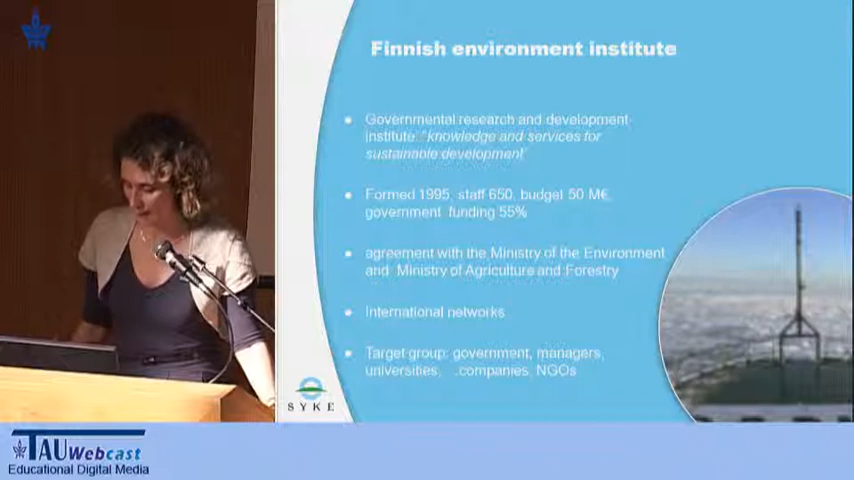 Finnish environment institute
Governmental research and development
institute: "knowledge and services for
sustainable development"
Formed 1995, staff 650, budget 50 M€,
government funding 55%
agreement with the Ministry of the Environment
and Ministry of Agriculture and Forestry
International networks
Target group: government, managers,
universities, .companies, NGOs
SYKE
TAUWebcast
Educational Digital Media